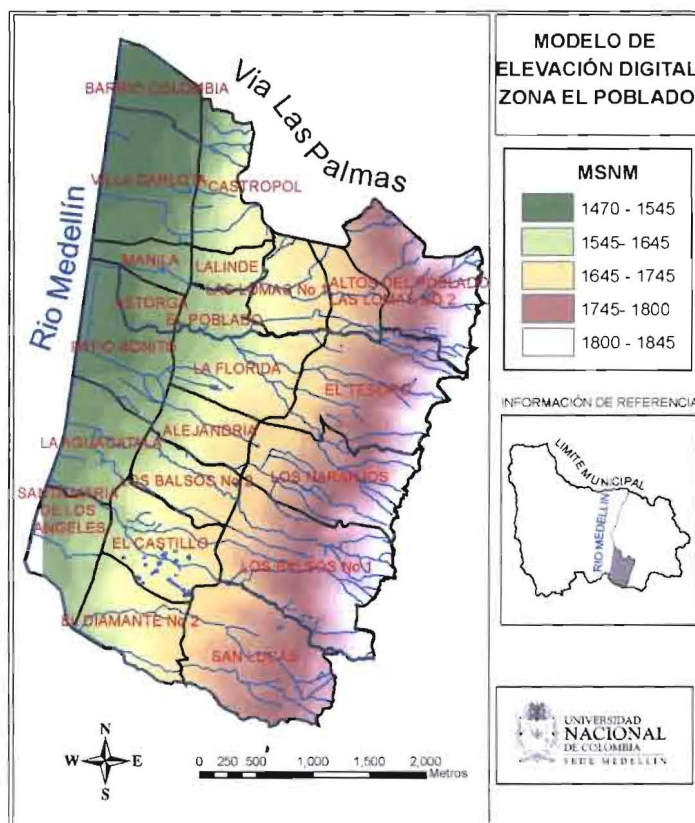 MODELO DE
ELEVACIÓN DIGITAL
ZONA EL POBLADO
MSNM
1470 - 1545
1545- 1645
1645 - 1745
1745 - 1800
1800 - 1845
INFORMACIÓN DE REFERENCIA
LIMITE MUNICIPAL
RIO MEDELLIN
UNIVERSIDAD
NACIONAL
DE COLOMBIA
SEDE MEDELLÍN
Via Las Palmas
Rio Medellín
BARRIO COLOMBIA
VILLA CARLOTA
CASTROPOL
MANILA
LALINDE
LAS LOMAS No 1
ALTOS DEL POBLADO
LAS LOMAS NO 2
ASTORGA
EL POBLADO
PATIO BONITO
LA FLORIDA
EL TESORO
ALEJANDRIA
LA AGUACATALA
LOS BALSOS No 2
LOS NARANJOS
SANTA MARIA
DE LOS
ANGELES
EL CASTILLO
LOS BALSOS No 1
EL DIAMANTE No 2
SAN LUCAS
N
W
E
S
0 250 500 1,000 1,500 2,000
Metros